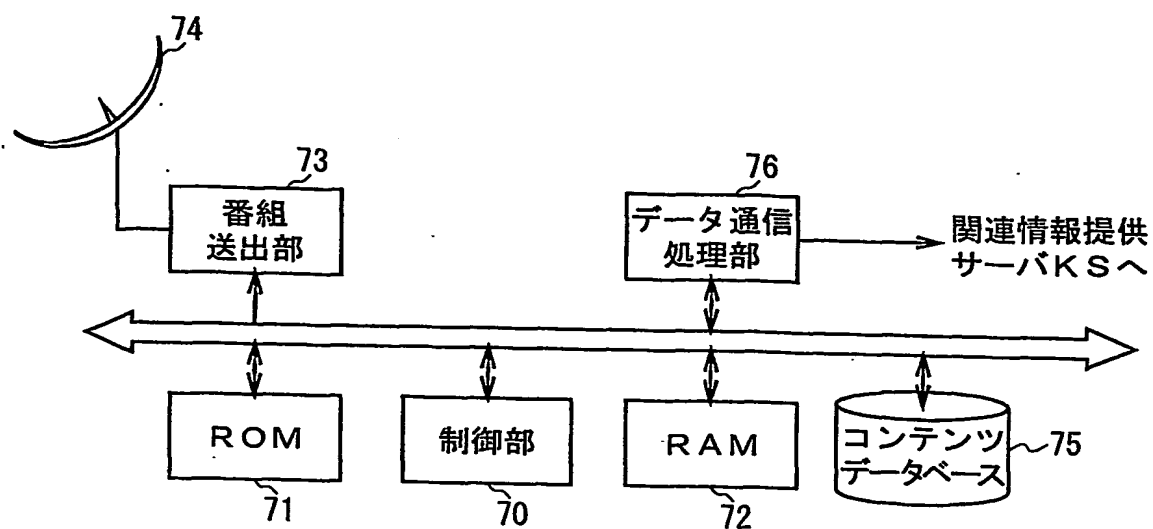 74
73
番組
送出部
76
データ通信
処理部
関連情報提供
サーバKSへ
ROM
71
制御部
70
RAM
72
コンテンツ
データベース
75